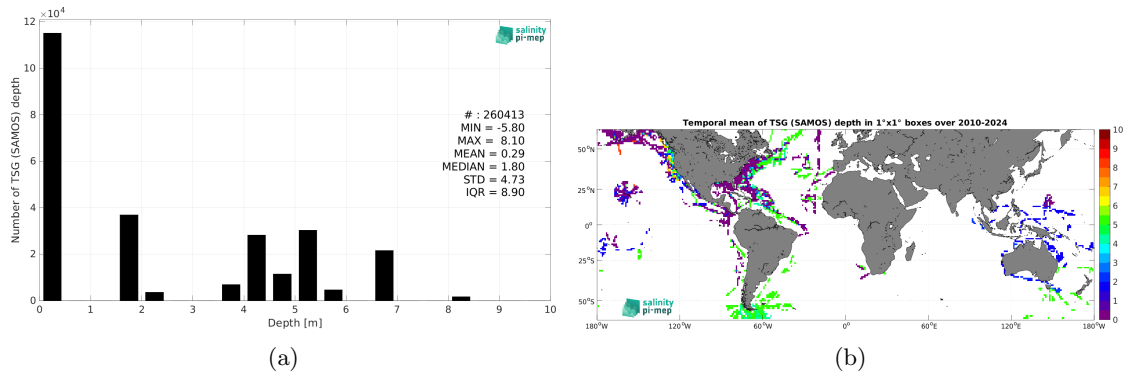 12
×10⁴
10
8
6
4
2
0
Number of TSG (SAMOS) depth
salinity
pi-mep
# : 260413
MIN = -5.80
MAX = 8.10
MEAN = 0.29
MEDIAN = 1.80
STD = 4.73
IQR = 8.90
0 1 2 3 4 5 6 7 8 9 10
Depth [m]
(a)
Temporal mean of TSG (SAMOS) depth in 1°x1° boxes over 2010-2024
50°N
25°N
0°
25°S
50°S
salinity
pi-mep
180°W 120°W 60°W 0° 60°E 120°E 180°W
10
9
8
7
6
5
4
3
2
1
0
(b)